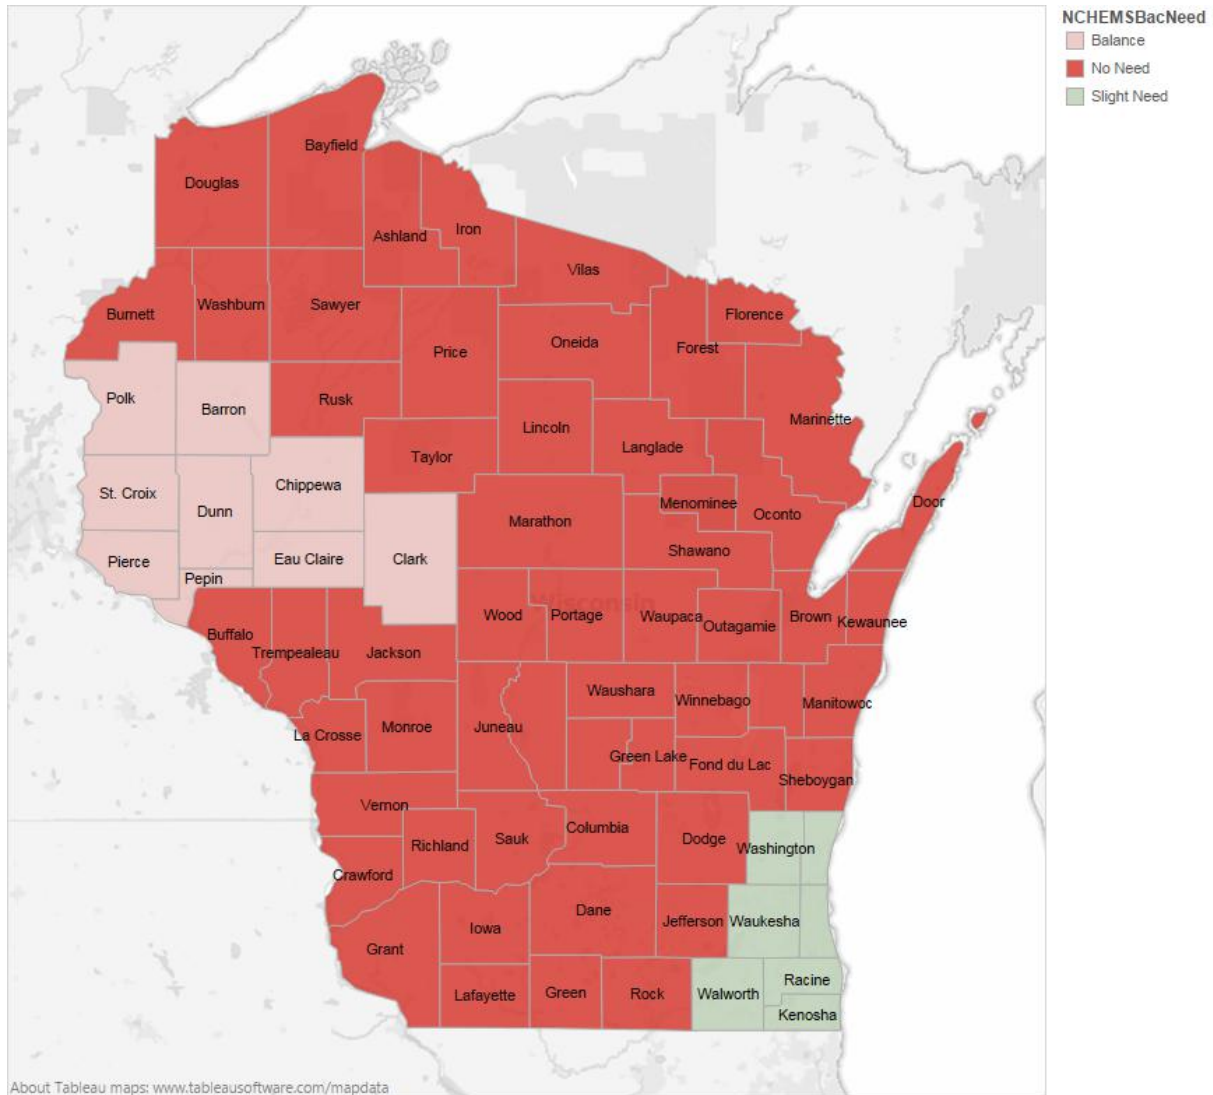 NCHEMSBacNeed
Balance
No Need
Slight Need
Bayfield
Douglas
Ashland
Iron
Vilas
Burnett
Washburn
Sawyer
Florence
Price
Oneida
Forest
Polk
Barron
Rusk
Marinette
Lincoln
Langlade
Taylor
St. Croix
Chippewa
Dunn
Menominee
Door
Marathon
Oconto
Shawano
Pierce
Eau Claire
Clark
Pepin
Wisconsin
Wood
Portage
Waupaca
Outagamie
Brown
Kewaunee
Buffalo
Trempealeau
Jackson
Waushara
Winnebago
Manitowoc
La Crosse
Monroe
Juneau
Green Lake
Fond du Lac
Sheboygan
Vernon
Columbia
Richland
Sauk
Dodge
Washington
Crawford
Dane
Jefferson
Waukesha
Grant
Iowa
Lafayette
Green
Rock
Walworth
Racine
Kenosha
About Tableau maps: www.tableausoftware.com/mapdata